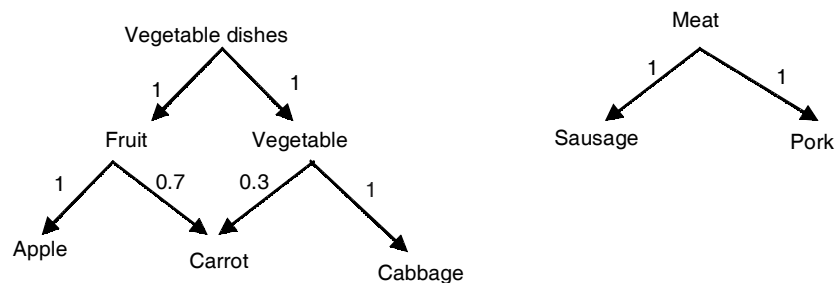 Vegetable dishes
1
1
Fruit
Vegetable
1
0.7
0.3
1
Apple
Carrot
Cabbage
Meat
1
1
Sausage
Pork